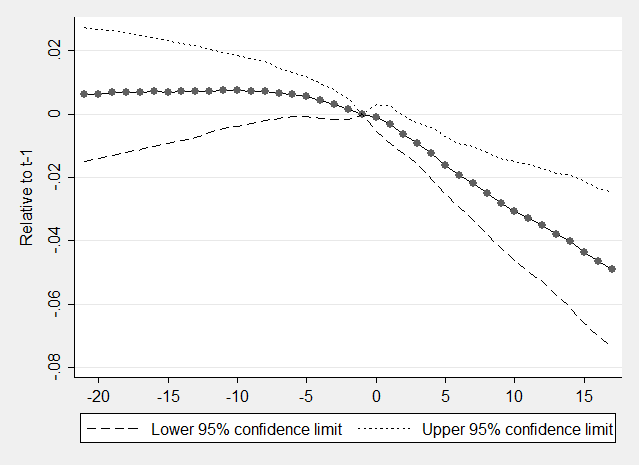 Relative to t-1
.02
0
-.02
-.04
-.06
-.08
-20 -15 -10 -5 0 5 10 15
Lower 95% confidence limit Upper 95% confidence limit